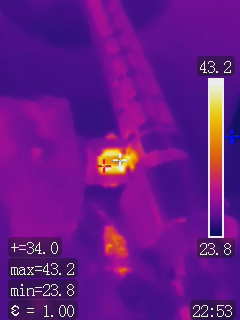 43.2
23.8
+=34.0
max=43.2
min=23.8
ε = 1.00
22:53